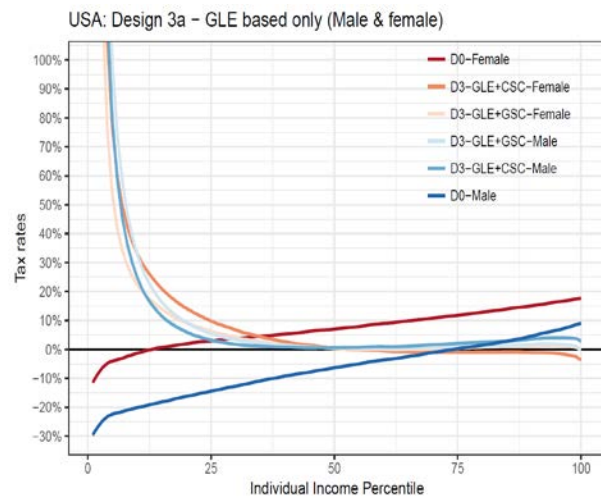 USA: Design 3a − GLE based only (Male & female)
100%
90%
80%
70%
60%
50%
40%
30%
20%
10%
0%
−10%
−20%
−30%
Tax rates
D0−Female
D3−GLE+CSC−Female
D3−GLE+GSC−Female
D3−GLE+GSC−Male
D3−GLE+CSC−Male
D0−Male
0
25
50
75
100
Individual Income Percentile